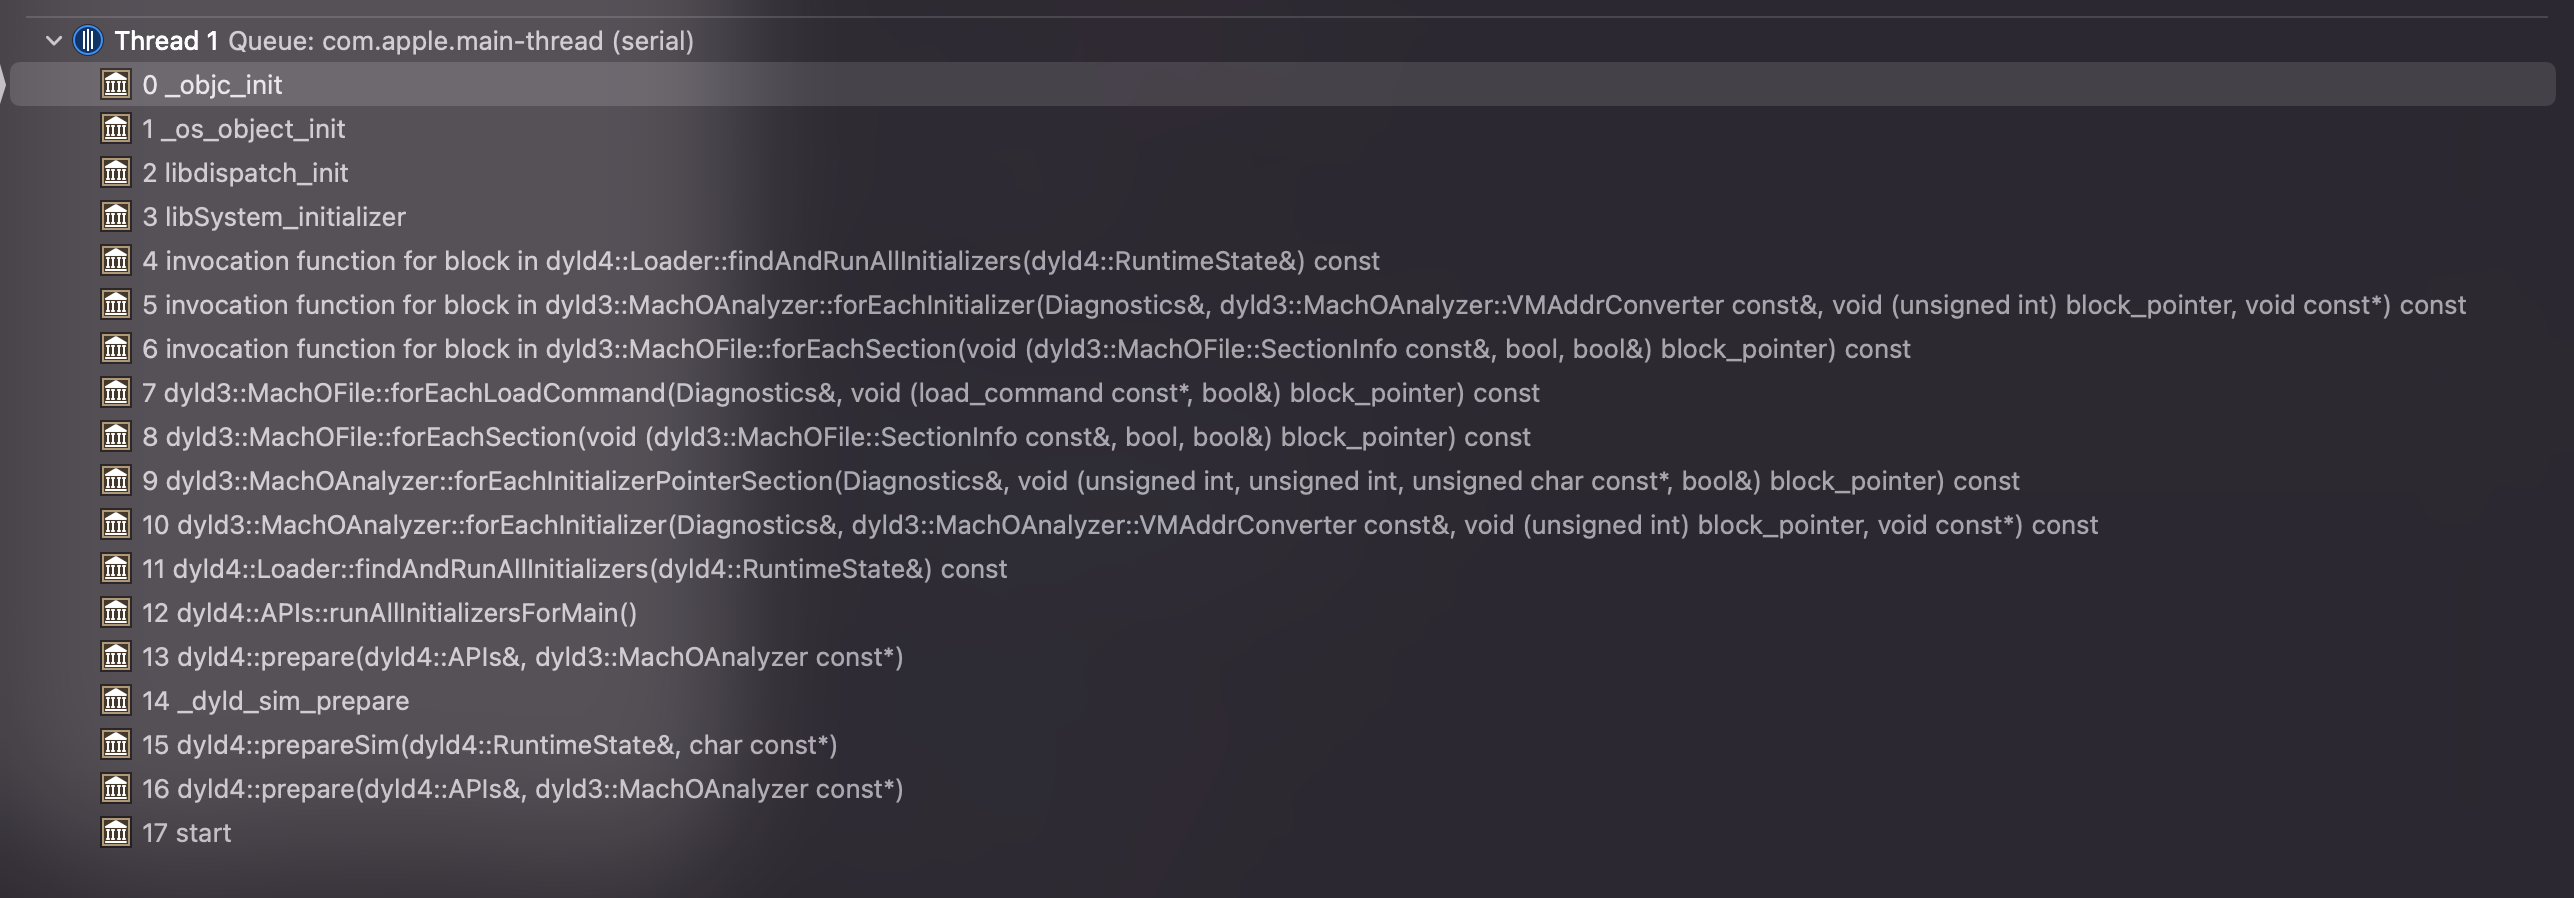 Thread 1 Queue: com.apple.main-thread (serial)
0 _objc_init
1 _os_object_init
2 libdispatch_init
3 libSystem_initializer
4 invocation function for block in dyld4::Loader::findAndRunAllInitializers(dyld4::RuntimeState&) const
5 invocation function for block in dyld3::MachOAnalyzer::forEachInitializer(Diagnostics&, dyld3::MachOAnalyzer::VMAddrConverter const&, void (unsigned int) block_pointer, void const*) const
6 invocation function for block in dyld3::MachOFile::forEachSection(void (dyld3::MachOFile::SectionInfo const&, bool, bool&) block_pointer) const
7 dyld3::MachOFile::forEachLoadCommand(Diagnostics&, void (load_command const*, bool&) block_pointer) const
8 dyld3::MachOFile::forEachSection(void (dyld3::MachOFile::SectionInfo const&, bool, bool&) block_pointer) const
9 dyld3::MachOAnalyzer::forEachInitializerPointerSection(Diagnostics&, void (unsigned int, unsigned int, unsigned char const*, bool&) block_pointer) const
10 dyld3::MachOAnalyzer::forEachInitializer(Diagnostics&, dyld3::MachOAnalyzer::VMAddrConverter const&, void (unsigned int) block_pointer, void const*) const
11 dyld4::Loader::findAndRunAllInitializers(dyld4::RuntimeState&) const
12 dyld4::APIs::runAllInitializersForMain()
13 dyld4::prepare(dyld4::APIs&, dyld3::MachOAnalyzer const*)
14 _dyld_sim_prepare
15 dyld4::prepareSim(dyld4::RuntimeState&, char const*)
16 dyld4::prepare(dyld4::APIs&, dyld3::MachOAnalyzer const*)
17 start